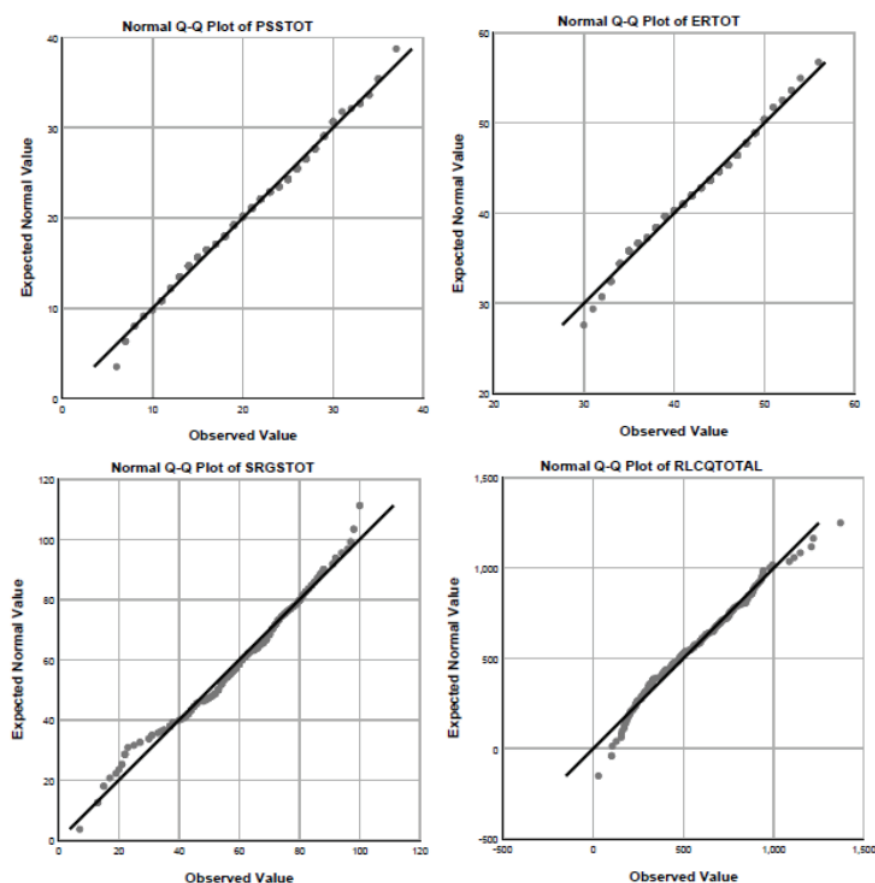 Normal Q-Q Plot of PSSTOT
Expected Normal Value
40
30
20
10
0
0 10 20 30 40
Observed Value
Normal Q-Q Plot of ERTOT
Expected Normal Value
60
50
40
30
20
20 30 40 50 60
Observed Value
Normal Q-Q Plot of SRGSTOT
Expected Normal Value
120
100
80
60
40
20
0
0 20 40 60 80 100 120
Observed Value
Normal Q-Q Plot of RLCQTOTAL
Expected Normal Value
1,500
1,000
500
0
-500
-500 0 500 1,000 1,500
Observed Value